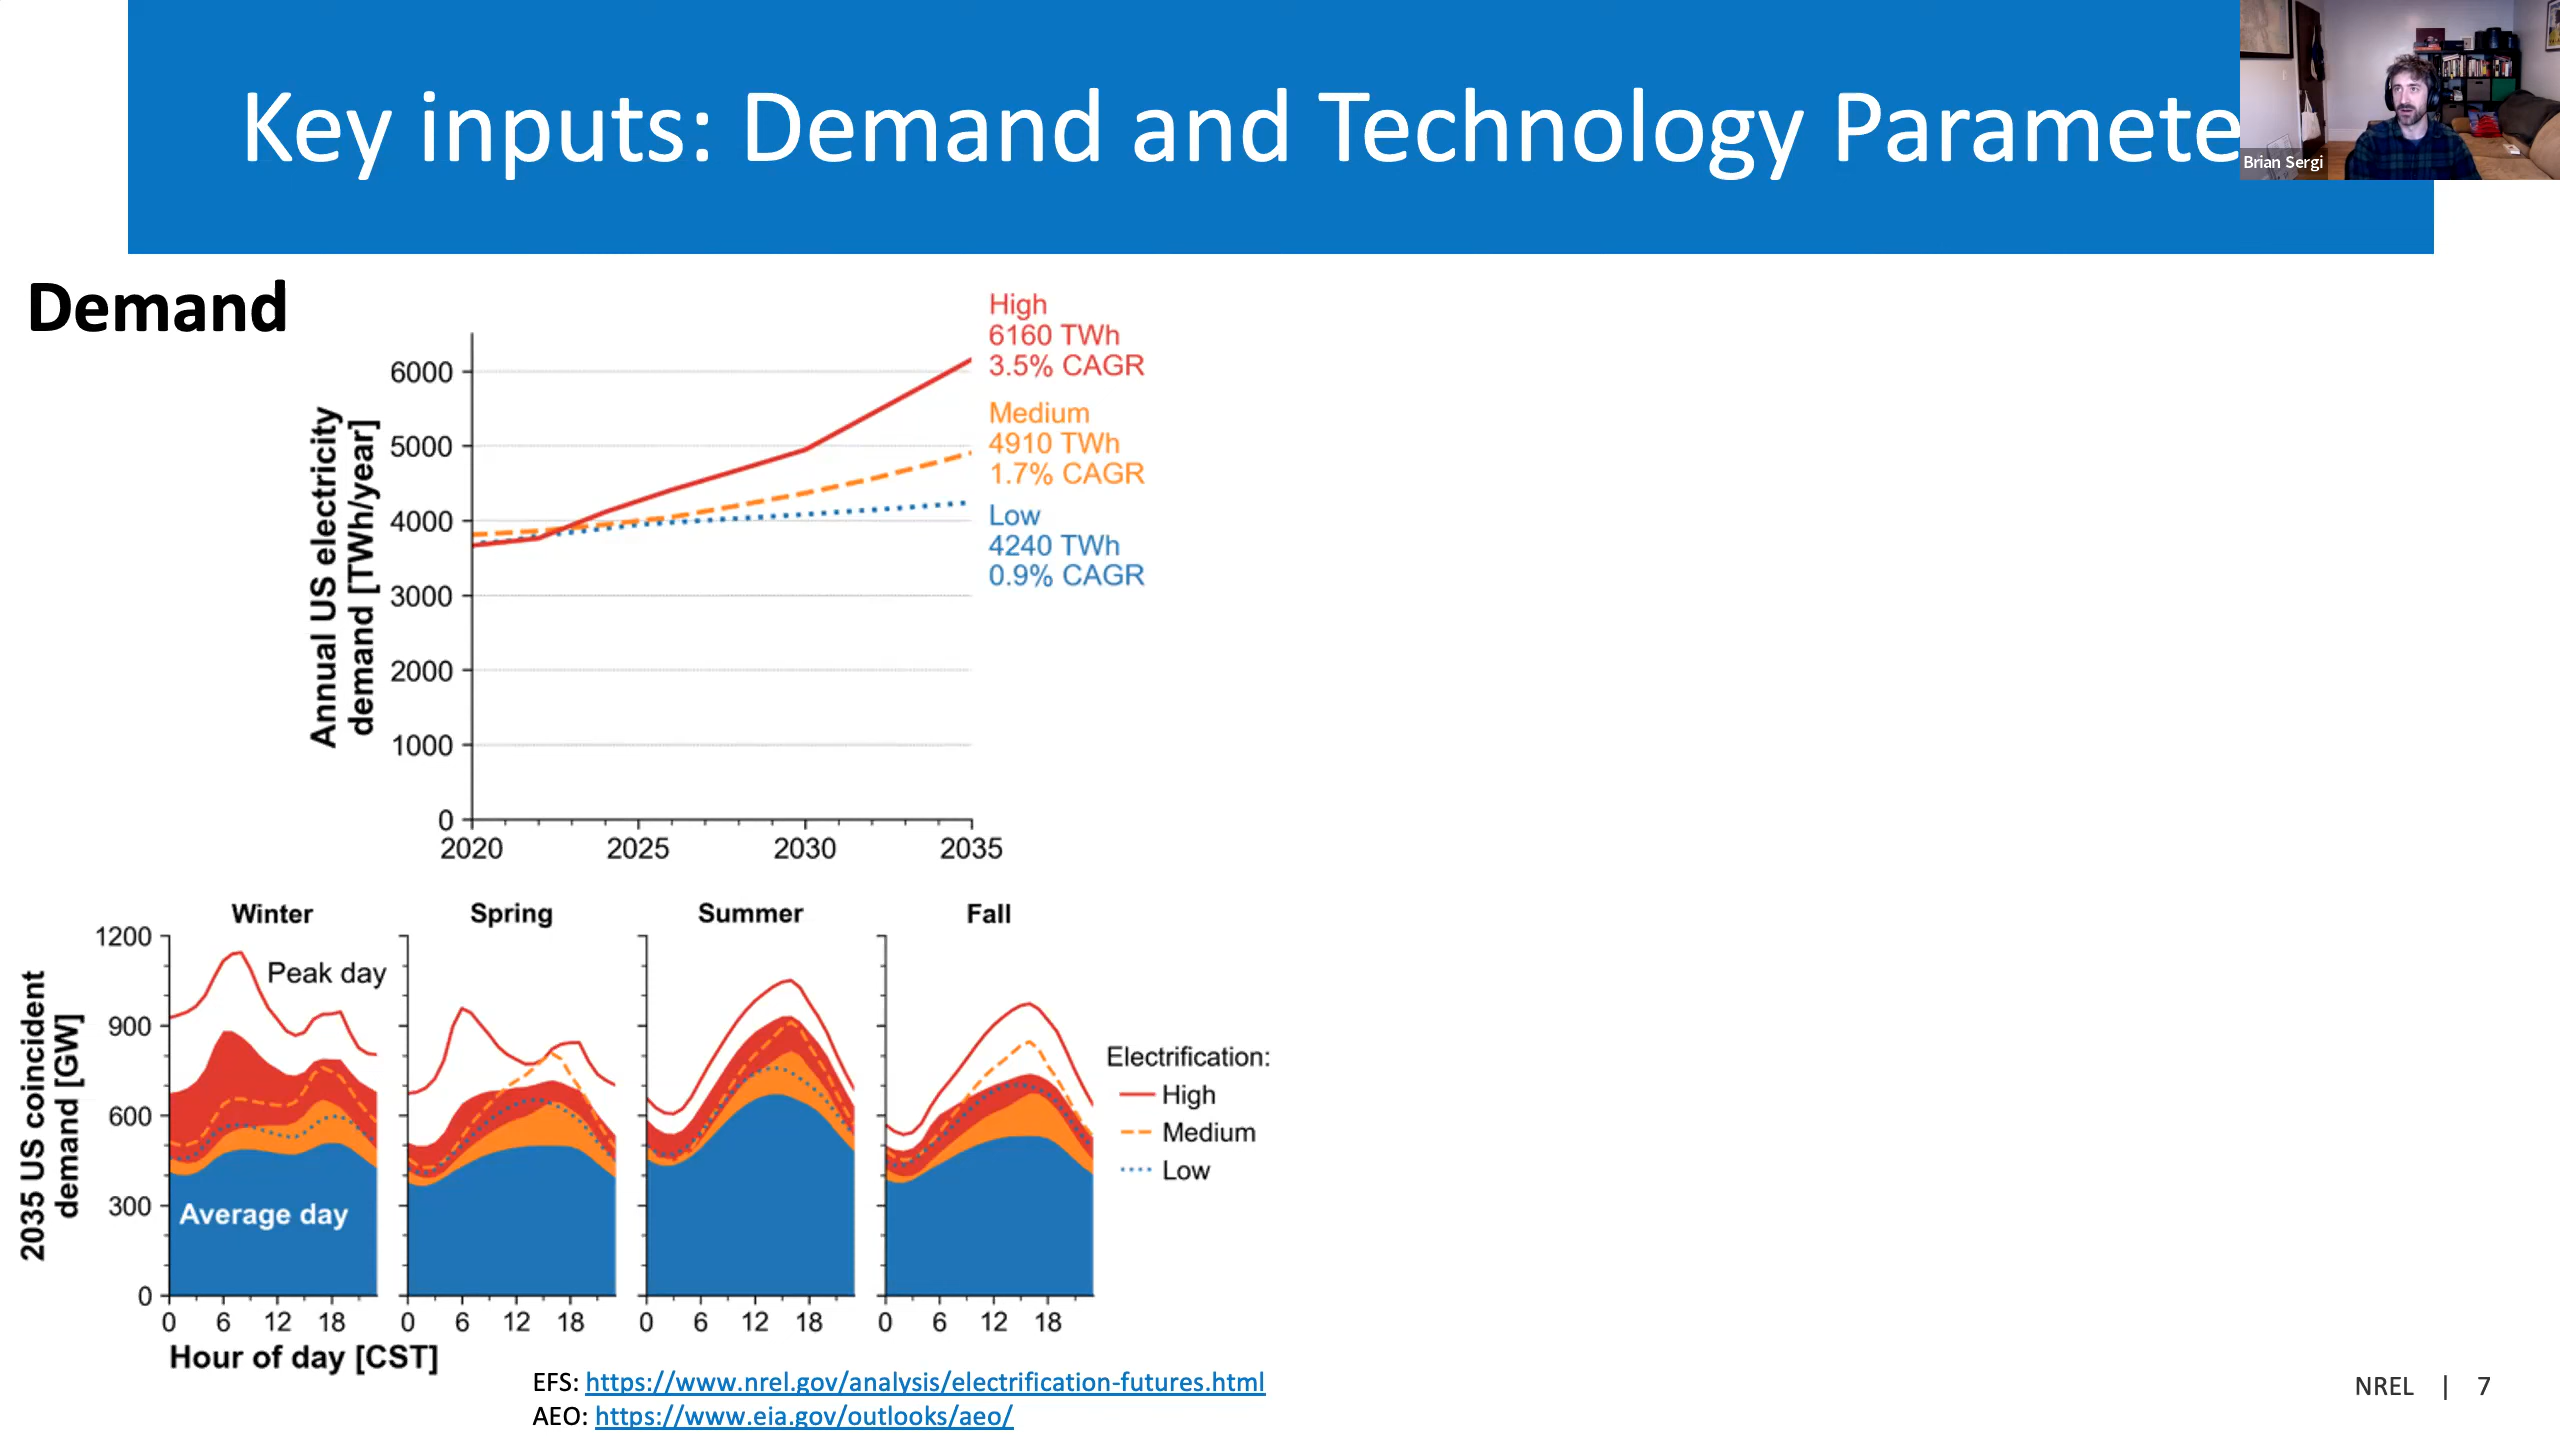 Key inputs: Demand and Technology Paramete
Brian Sergi
Demand
Annual US electricity
demand [TWh/year]
6000
5000
4000
3000
2000
1000
0
2020
2025
2030
2035
High
6160 TWh
3.5% CAGR
Medium
4910 TWh
1.7% CAGR
Low
4240 TWh
0.9% CAGR
2035 US coincident
demand [GW]
Winter
Spring
Summer
Fall
1200
900
600
300
0
Peak day
Average day
0 6 12 18
0 6 12 18
0 6 12 18
0 6 12 18
Hour of day [CST]
Electrification:
High
Medium
Low
EFS: https://www.nrel.gov/analysis/electrification-futures.html
AEO: https://www.eia.gov/outlooks/aeo/
NREL | 7